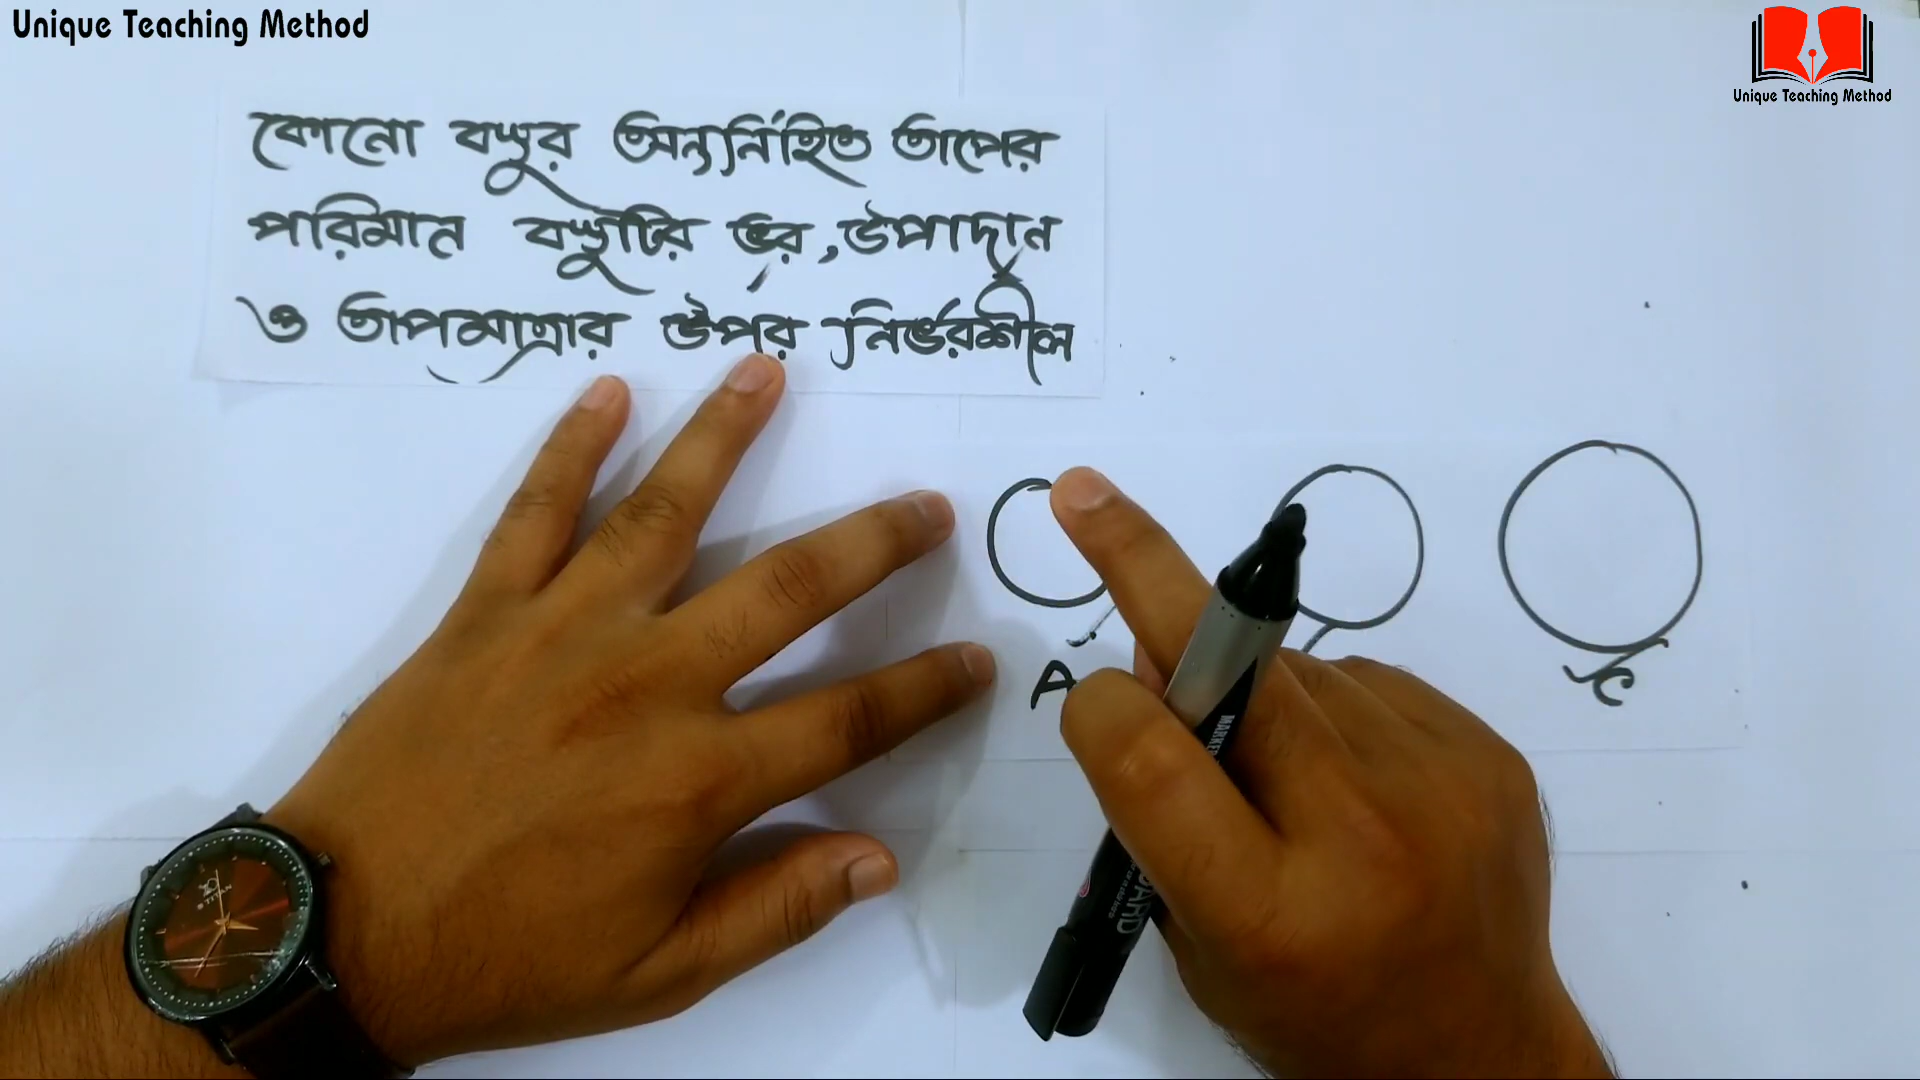 Unique Teaching Method
Unique Teaching Method
কোনো বস্তুর অন্তর্নিহিত তাপের
পরিমান বস্তুটির ভর, উপাদান
ও তাপমাত্রার উপর নির্ভরশীল
A
C